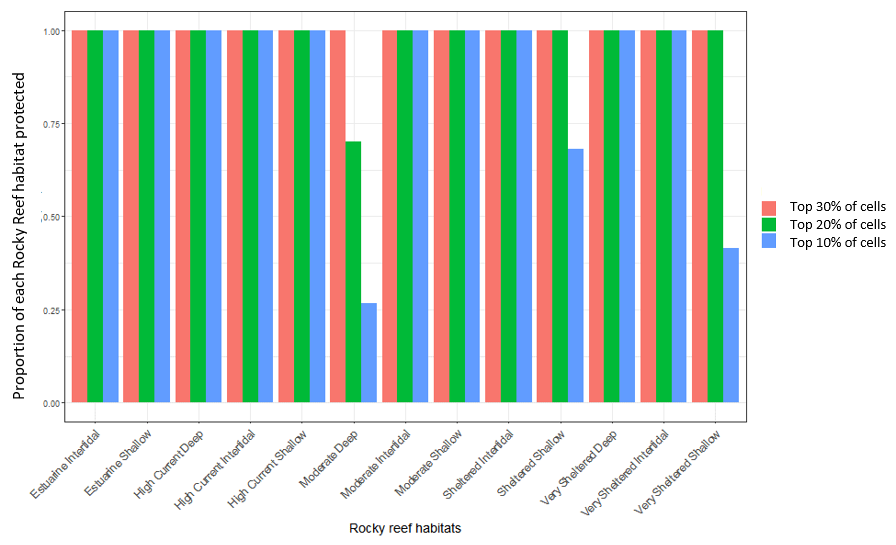 Proportion of each Rocky Reef habitat protected
1.00
0.75
0.50
0.25
0.00
Estuarine Intertidal
Estuarine Shallow
High Current Deep
High Current Intertidal
High Current Shallow
Moderate Deep
Moderate Intertidal
Moderate Shallow
Sheltered Intertidal
Sheltered Shallow
Very Sheltered Deep
Very Sheltered Intertidal
Very Sheltered Shallow
Rocky reef habitats
Top 30% of cells
Top 20% of cells
Top 10% of cells